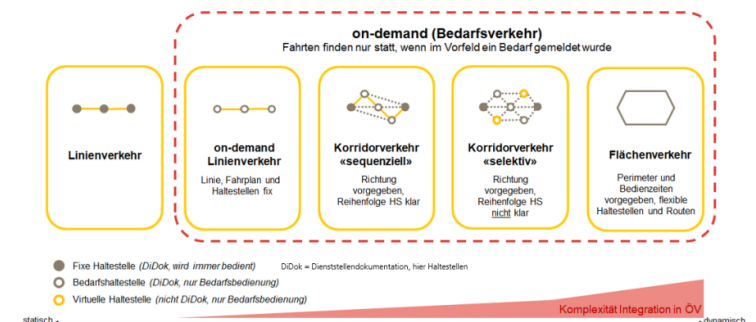 on-demand (Bedarfsverkehr)
Fahrten finden nur statt, wenn im Vorfeld ein Bedarf gemeldet wurde
Linienverkehr
on-demand
Linienverkehr
Linie, Fahrplan und
Haltestellen fix
Korridorverkehr
«sequenziell»
Richtung
vorgegeben,
Reihenfolge HS klar
Korridorverkehr
«selektiv»
Richtung
vorgegeben,
Reihenfolge HS
nicht klar
Flächenverkehr
Perimeter und
Bedienzeiten
vorgegeben, flexible
Haltestellen und Routen
Fixe Haltestelle (DiDok, wird immer bedient)
DiDok = Dienststellendokumentation, hier Haltestellen
Bedarfshaltestelle (DiDok, nur Bedarfsbedienung)
Virtuelle Haltestelle (nicht DiDok, nur Bedarfsbedienung)
Komplexität Integration in ÖV
statisch
dynamisch